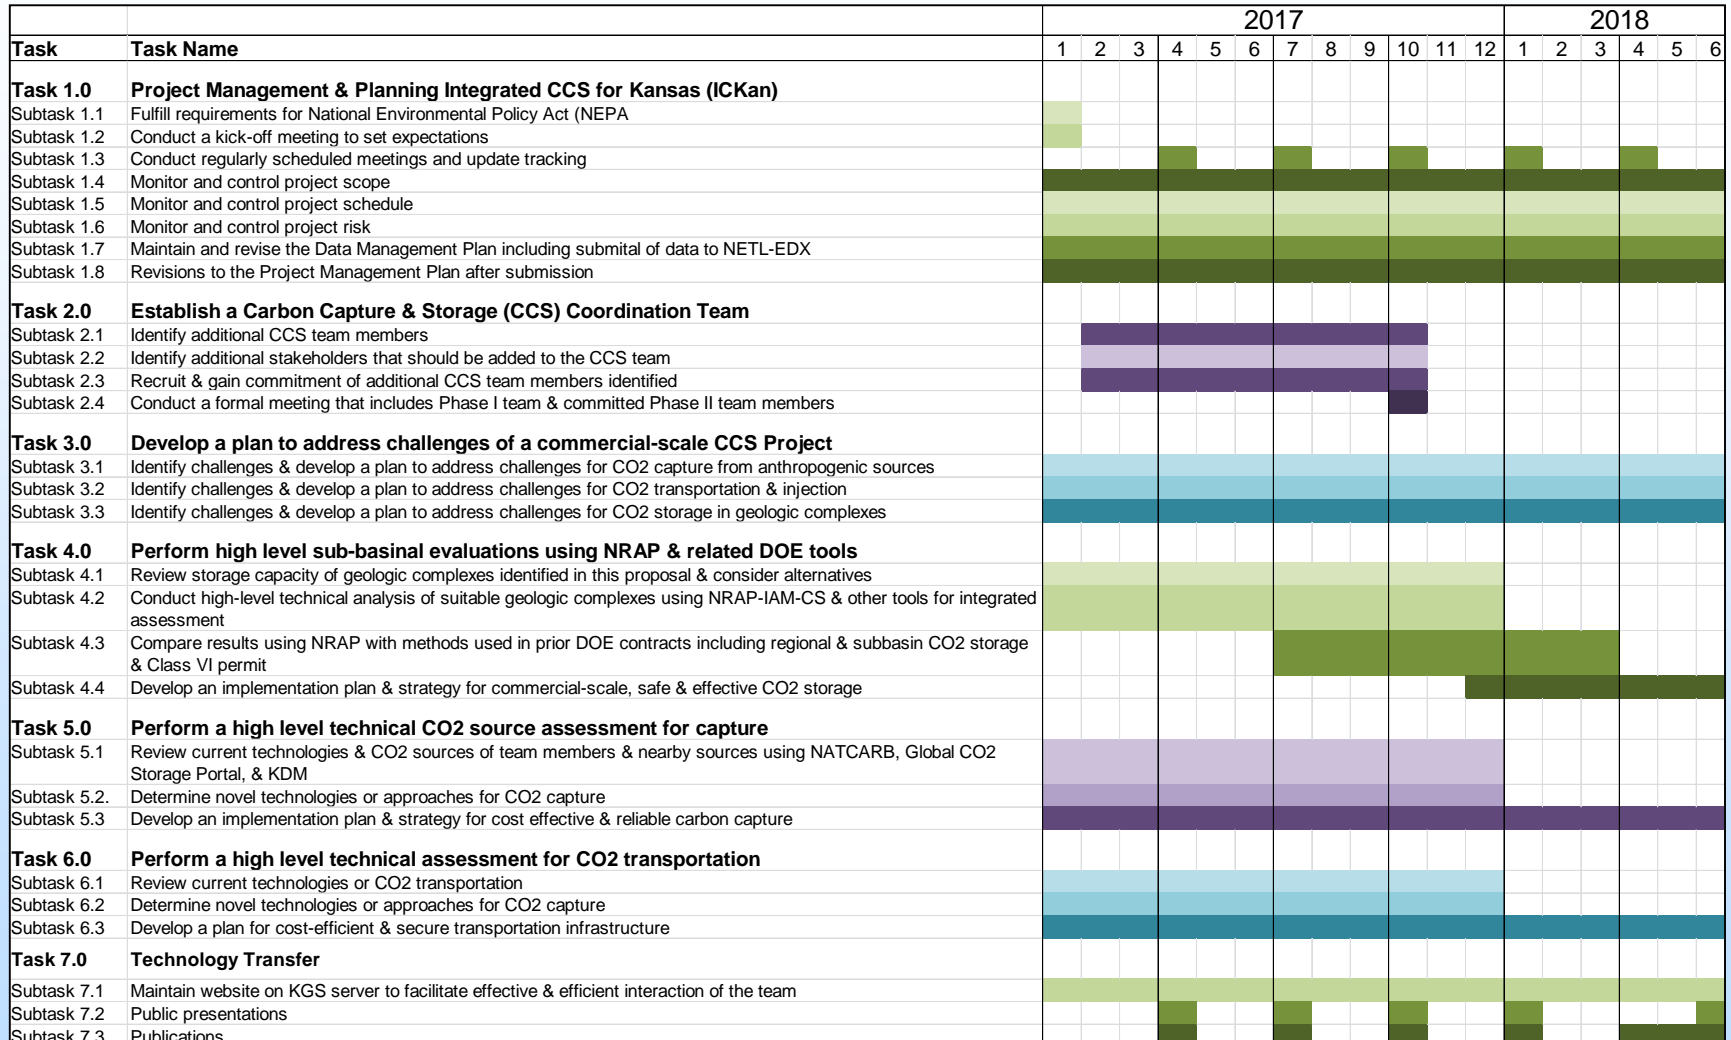 2017 2018
Task Task Name 1 2 3 4 5 6 7 8 9 10 11 12 1 2 3 4 5 6
Task 1.0 Project Management & Planning Integrated CCS for Kansas (ICKan)
Subtask 1.1 Fulfill requirements for National Environmental Policy Act (NEPA
Subtask 1.2 Conduct a kick-off meeting to set expectations
Subtask 1.3 Conduct regularly scheduled meetings and update tracking
Subtask 1.4 Monitor and control project scope
Subtask 1.5 Monitor and control project schedule
Subtask 1.6 Monitor and control project risk
Subtask 1.7 Maintain and revise the Data Management Plan including submital of data to NETL-EDX
Subtask 1.8 Revisions to the Project Management Plan after submission
Task 2.0 Establish a Carbon Capture & Storage (CCS) Coordination Team
Subtask 2.1 Identify additional CCS team members
Subtask 2.2 Identify additional stakeholders that should be added to the CCS team
Subtask 2.3 Recruit & gain commitment of additional CCS team members identified
Subtask 2.4 Conduct a formal meeting that includes Phase I team & committed Phase II team members
Task 3.0 Develop a plan to address challenges of a commercial-scale CCS Project
Subtask 3.1 Identify challenges & develop a plan to address challenges for CO2 capture from anthropogenic sources
Subtask 3.2 Identify challenges & develop a plan to address challenges for CO2 transportation & injection
Subtask 3.3 Identify challenges & develop a plan to address challenges for CO2 storage in geologic complexes
Task 4.0 Perform high level sub-basinal evaluations using NRAP & related DOE tools
Subtask 4.1 Review storage capacity of geologic complexes identified in this proposal & consider alternatives
Subtask 4.2 Conduct high-level technical analysis of suitable geologic complexes using NRAP-IAM-CS & other tools for integrated
assessment
Subtask 4.3 Compare results using NRAP with methods used in prior DOE contracts including regional & subbasin CO2 storage
& Class VI permit
Subtask 4.4 Develop an implementation plan & strategy for commercial-scale, safe & effective CO2 storage
Task 5.0 Perform a high level technical CO2 source assessment for capture
Subtask 5.1 Review current technologies & CO2 sources of team members & nearby sources using NATCARB, Global CO2
Storage Portal, & KDM
Subtask 5.2. Determine novel technologies or approaches for CO2 capture
Subtask 5.3 Develop an implementation plan & strategy for cost effective & reliable carbon capture
Task 6.0 Perform a high level technical assessment for CO2 transportation
Subtask 6.1 Review current technologies or CO2 transportation
Subtask 6.2 Determine novel technologies or approaches for CO2 capture
Subtask 6.3 Develop a plan for cost-efficient & secure transportation infrastructure
Task 7.0 Technology Transfer
Subtask 7.1 Maintain website on KGS server to facilitate effective & efficient interaction of the team
Subtask 7.2 Public presentations
Subtask 7.3 Publications